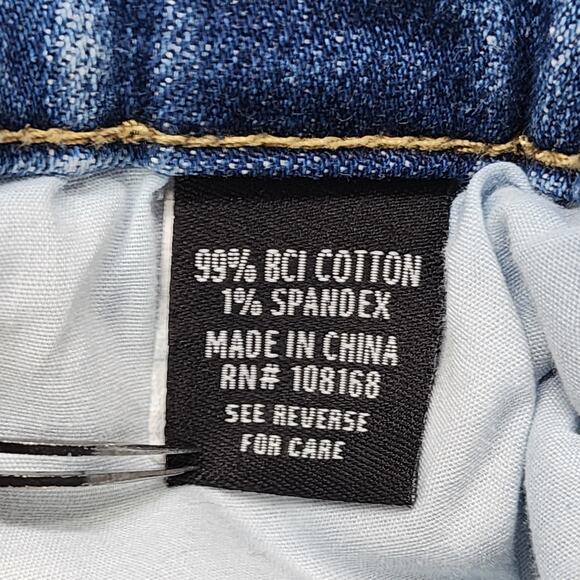 99% BCI COTTON
1% SPANDEX
MADE IN CHINA
RN# 108168
SEE REVERSE
FOR CARE